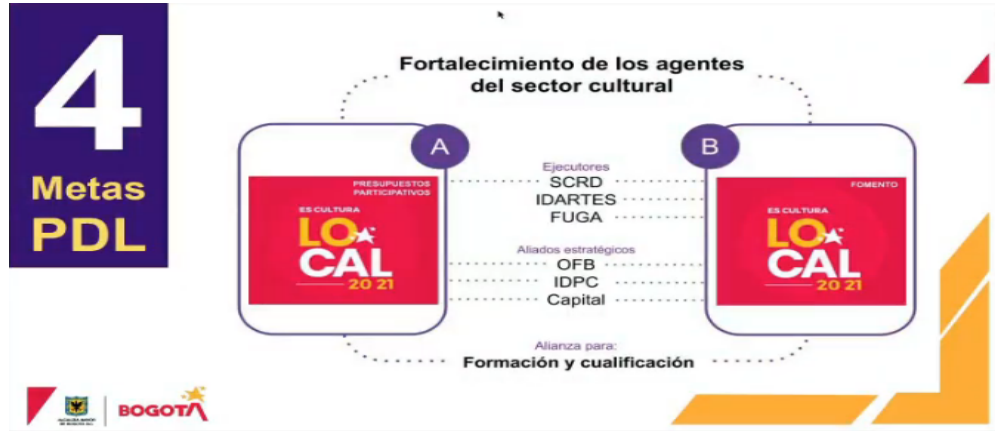 4
Metas
PDL
Fortalecimiento de los agentes
del sector cultural
A
PRESUPUESTOS
PARTICIPATIVOS
ES CULTURA
LO
CAL
20 21
Ejecutores
SCRD
IDARTES
FUGA
Aliados estratégicos
OFB
IDPC
Capital
B
FOMENTO
ES CULTURA
LO
CAL
20 21
Alianza para:
Formación y cualificación
BOGOTÁ